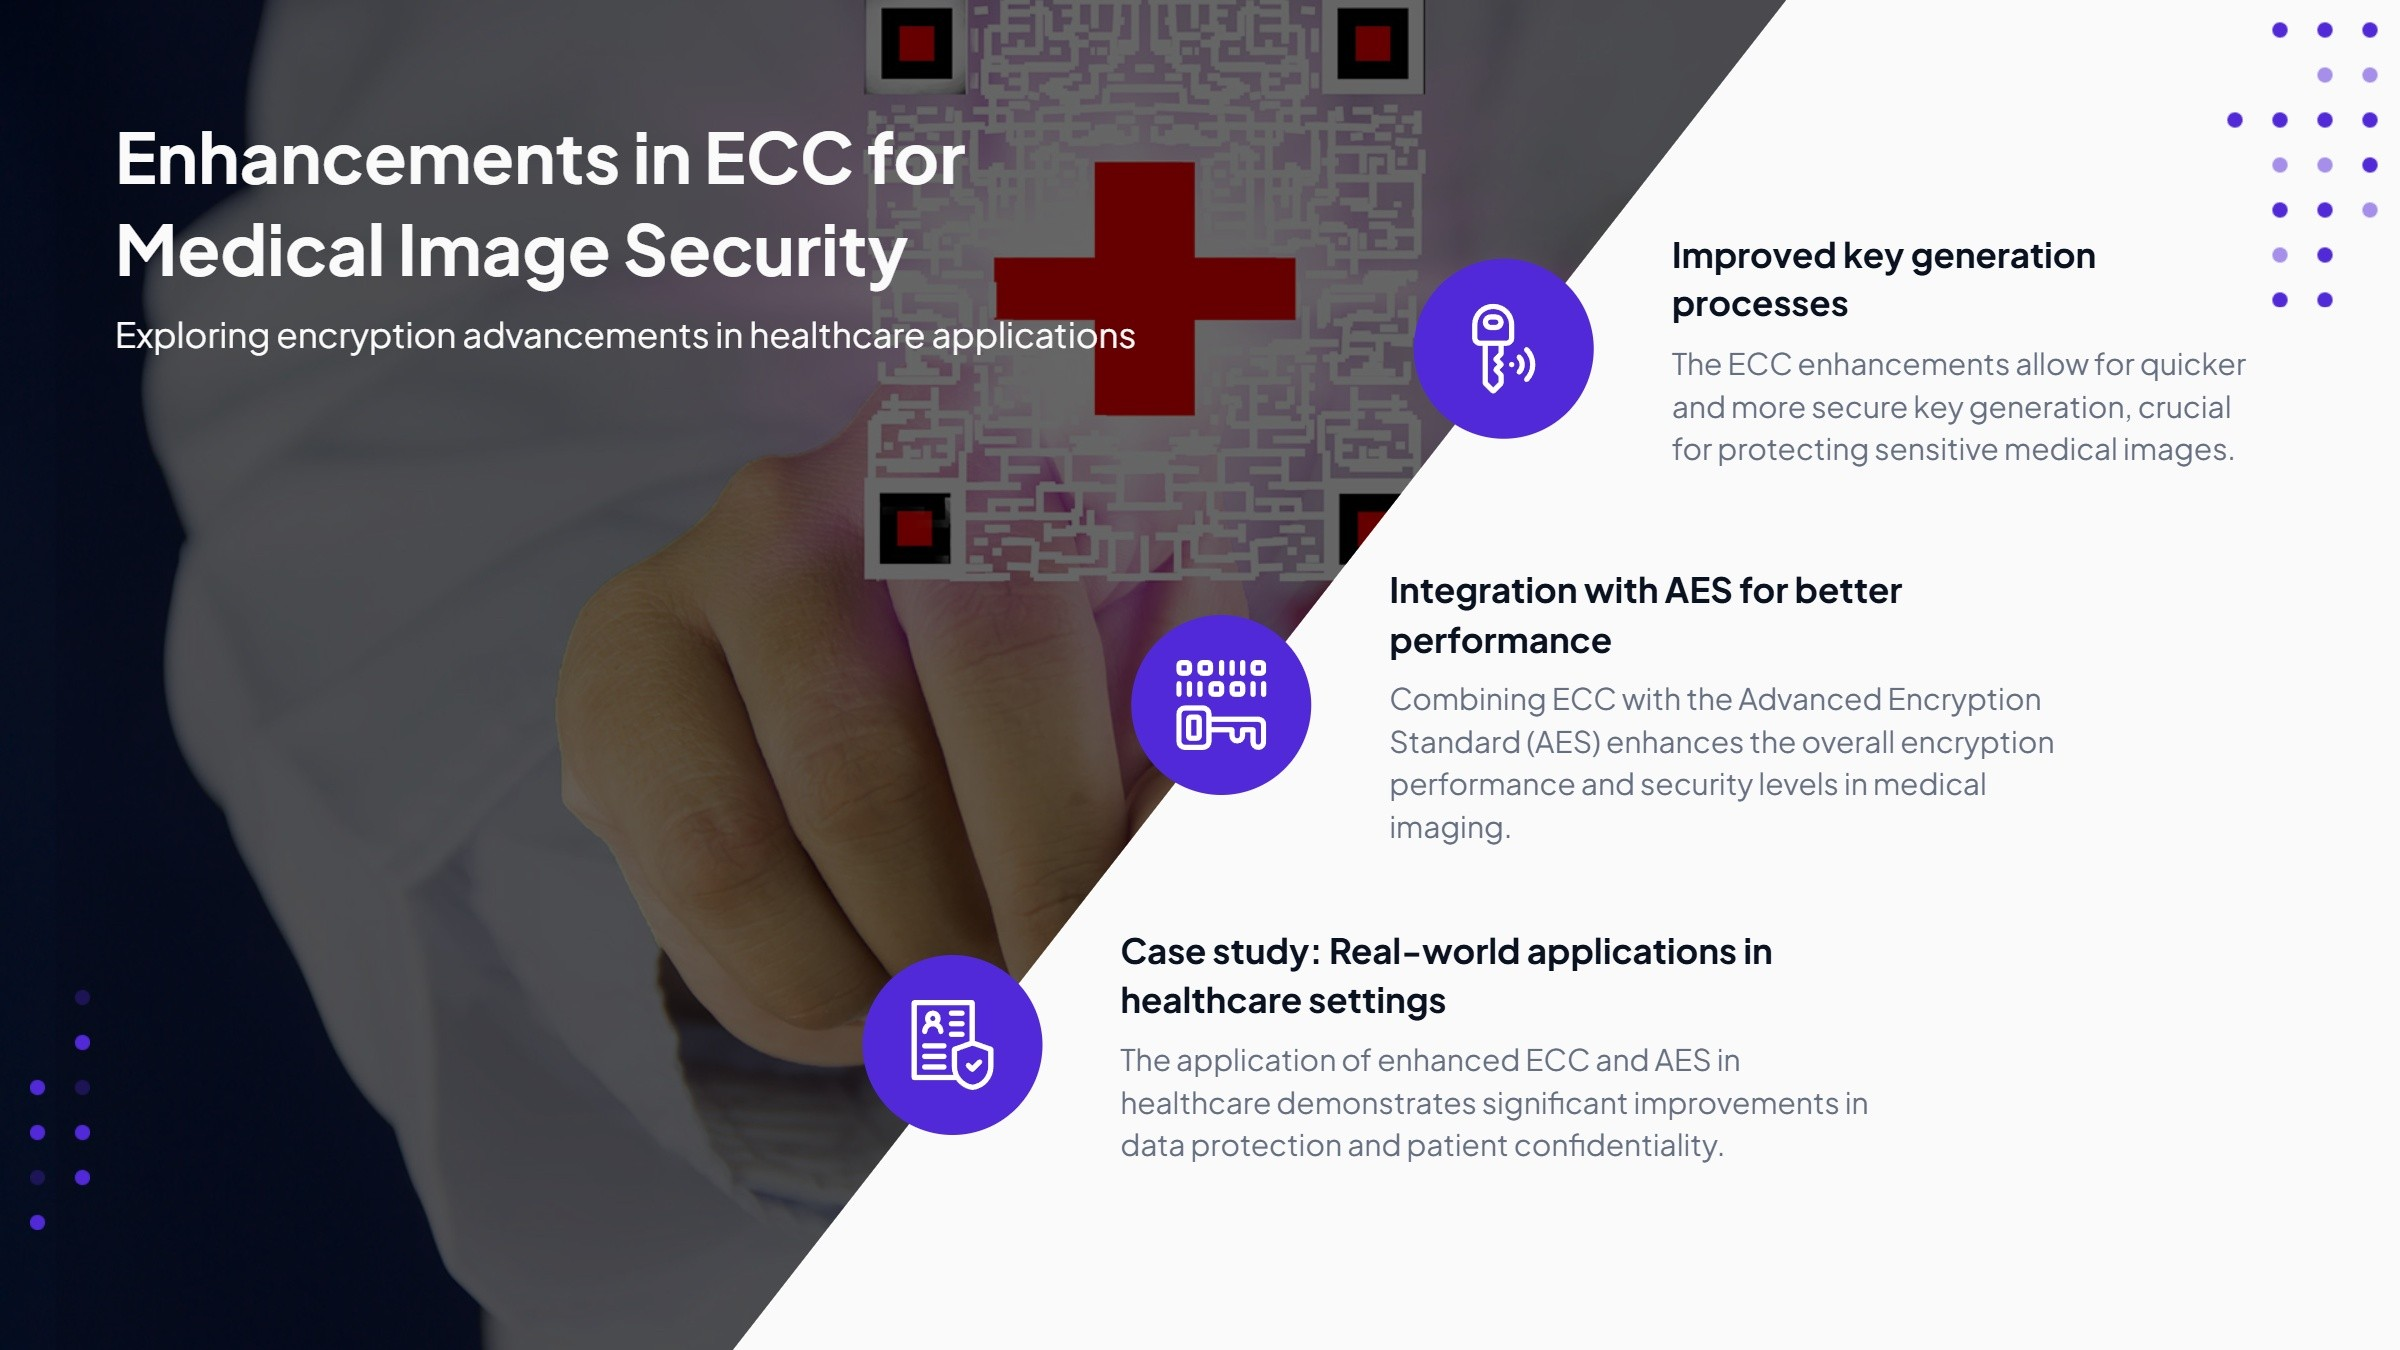 Enhancements in ECC for
Medical Image Security
Exploring encryption advancements in healthcare applications
Improved key generation
processes
The ECC enhancements allow for quicker
and more secure key generation, crucial
for protecting sensitive medical images.
Integration with AES for better
performance
Combining ECC with the Advanced Encryption
Standard (AES) enhances the overall encryption
performance and security levels in medical
imaging.
Case study: Real-world applications in
healthcare settings
The application of enhanced ECC and AES in
healthcare demonstrates significant improvements in
data protection and patient confidentiality.